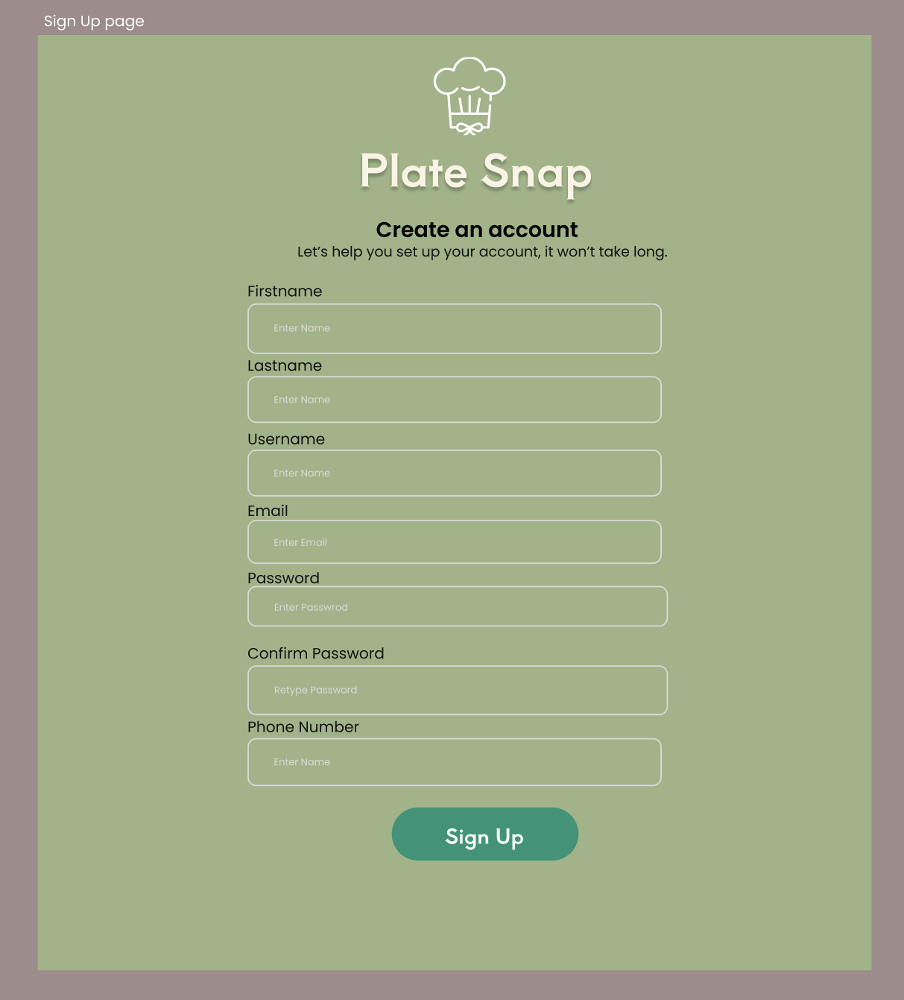 Sign Up page
Plate Snap
Create an account
Let’s help you set up your account, it won’t take long.
Firstname
Enter Name
Lastname
Enter Name
Username
Enter Name
Email
Enter Email
Password
Enter Passwrod
Confirm Password
Retype Password
Phone Number
Enter Name
Sign Up